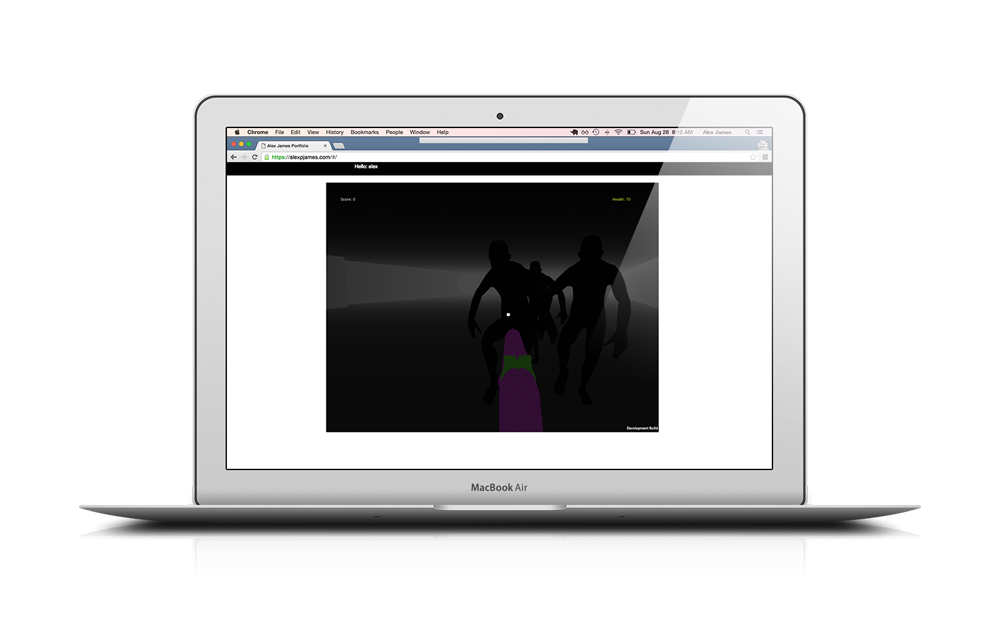 Chrome File Edit View History Bookmarks People Window Help Sun Aug 28 8:10 AM Alex James
Alex James Portfolio
https://alexpjames.com/#/
Hello: alex
Score: 0 Health: 70
Development Build
MacBook Air